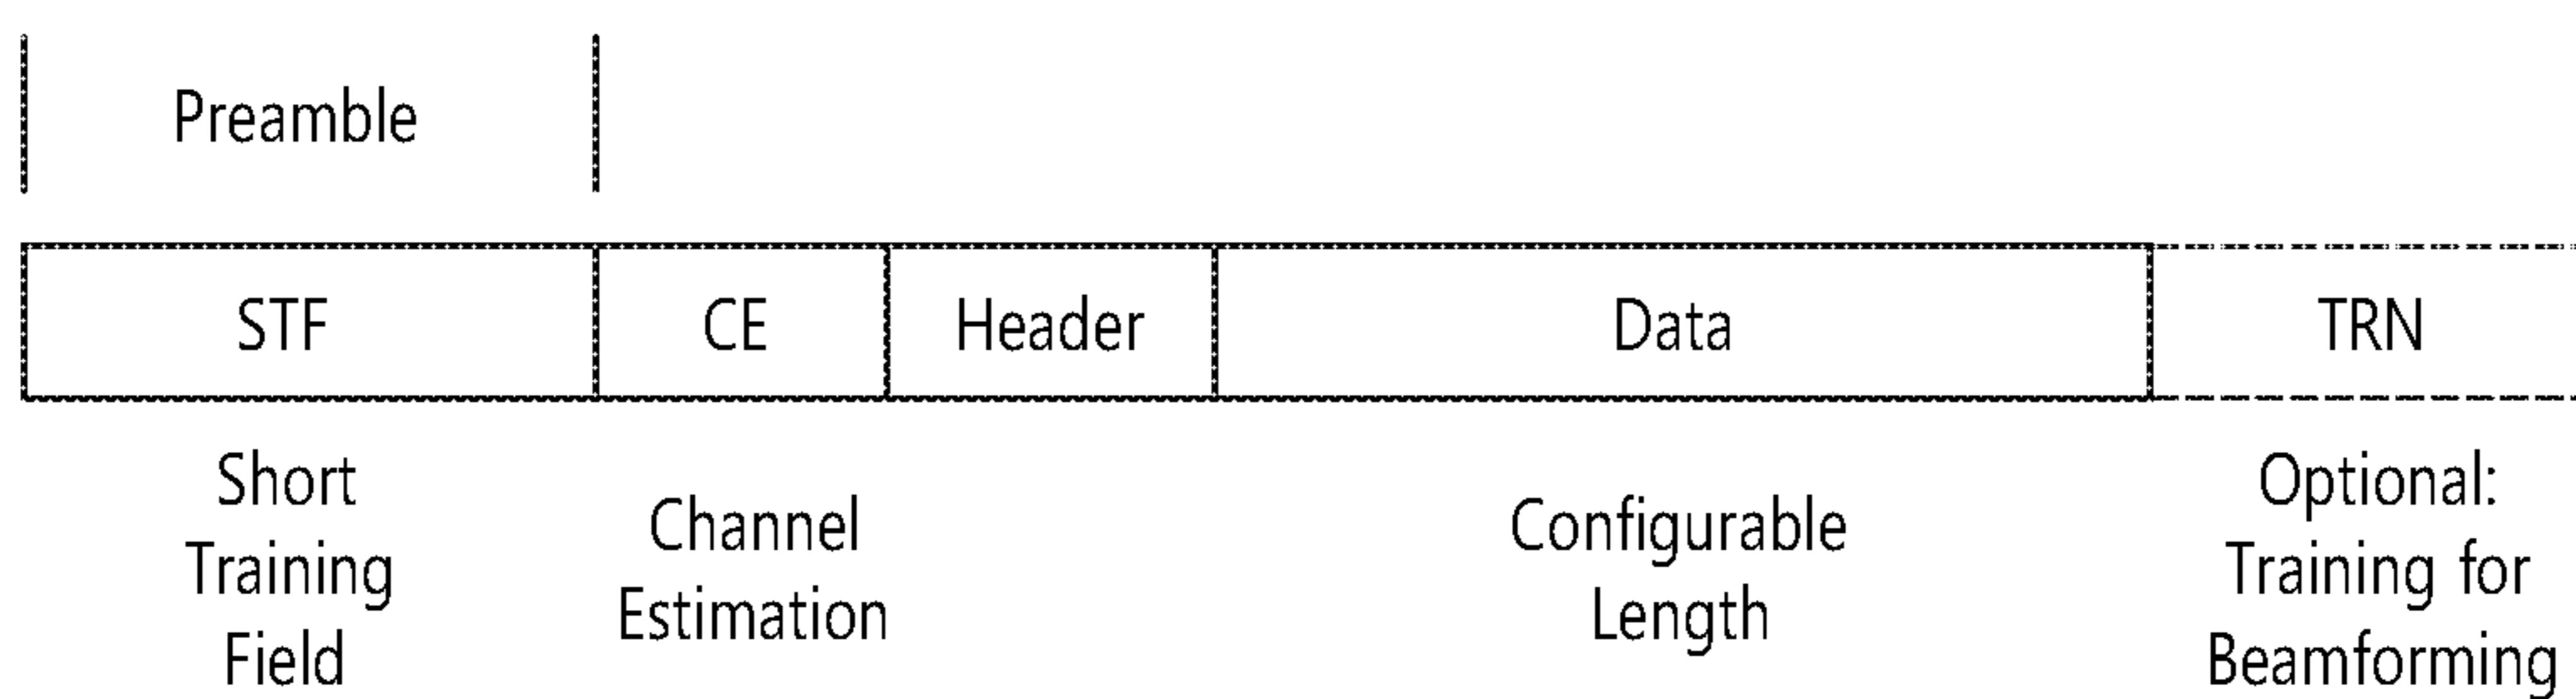 Preamble
STF CE Header Data TRN
Short
Training
Field
Channel
Estimation
Configurable
Length
Optional:
Training for
Beamforming